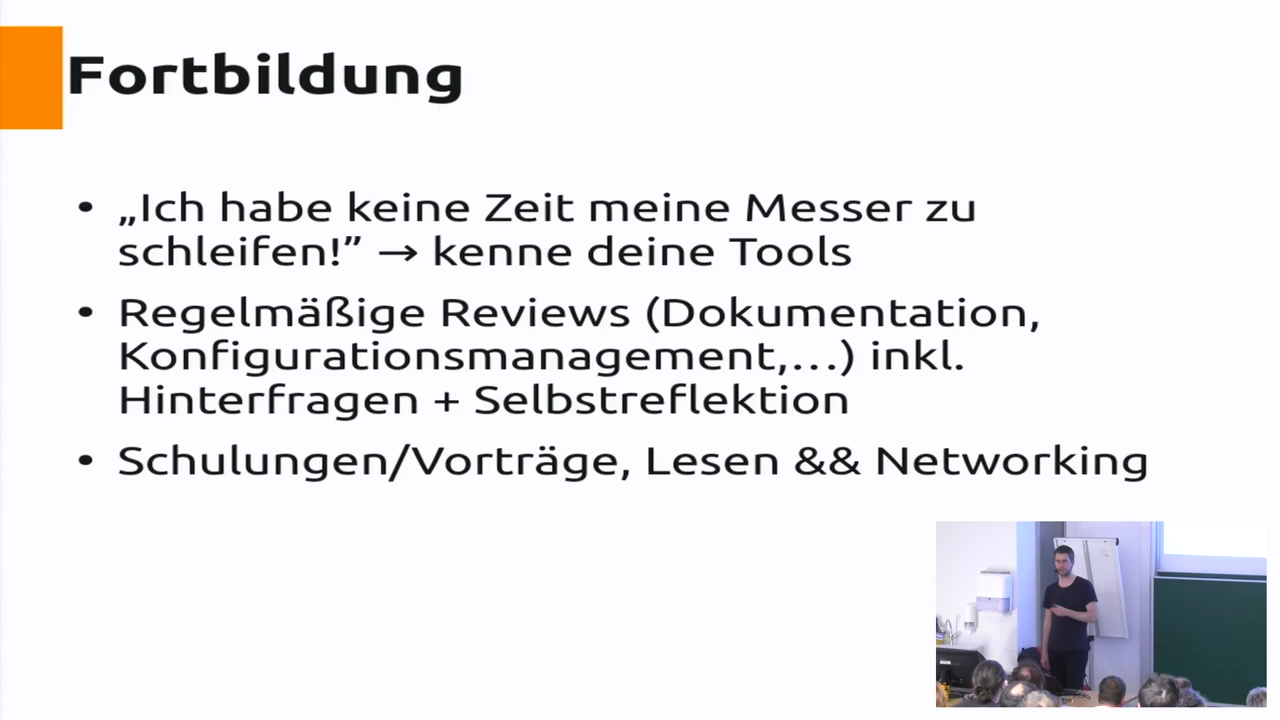 Fortbildung
• „Ich habe keine Zeit meine Messer zu
schleifen!” → kenne deine Tools
• Regelmäßige Reviews (Dokumentation,
Konfigurationsmanagement,…) inkl.
Hinterfragen + Selbstreflektion
• Schulungen/Vorträge, Lesen && Networking